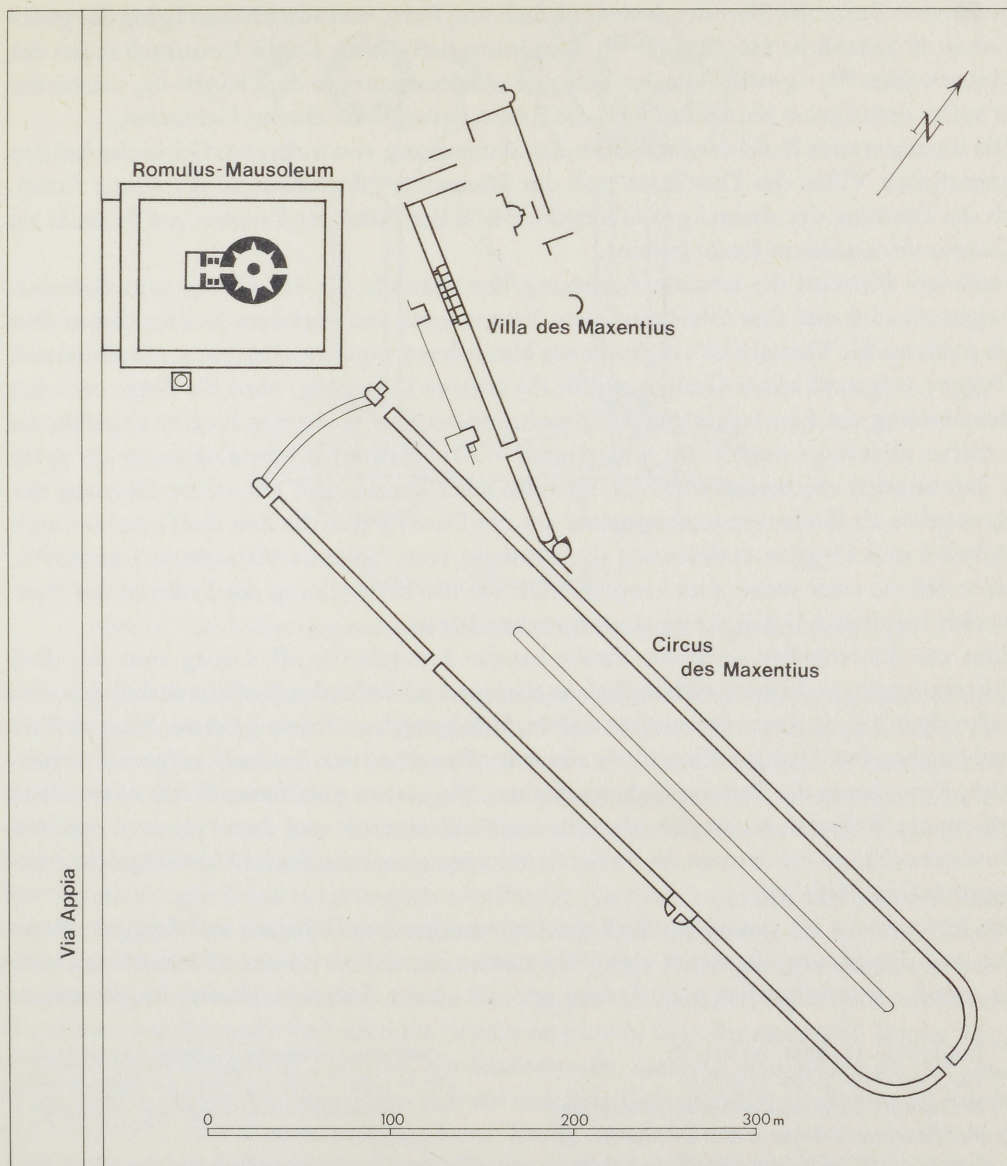 N
Romulus-Mausoleum
Villa des Maxentius
Circus
des Maxentius
Via Appia
0 100 200 300 m